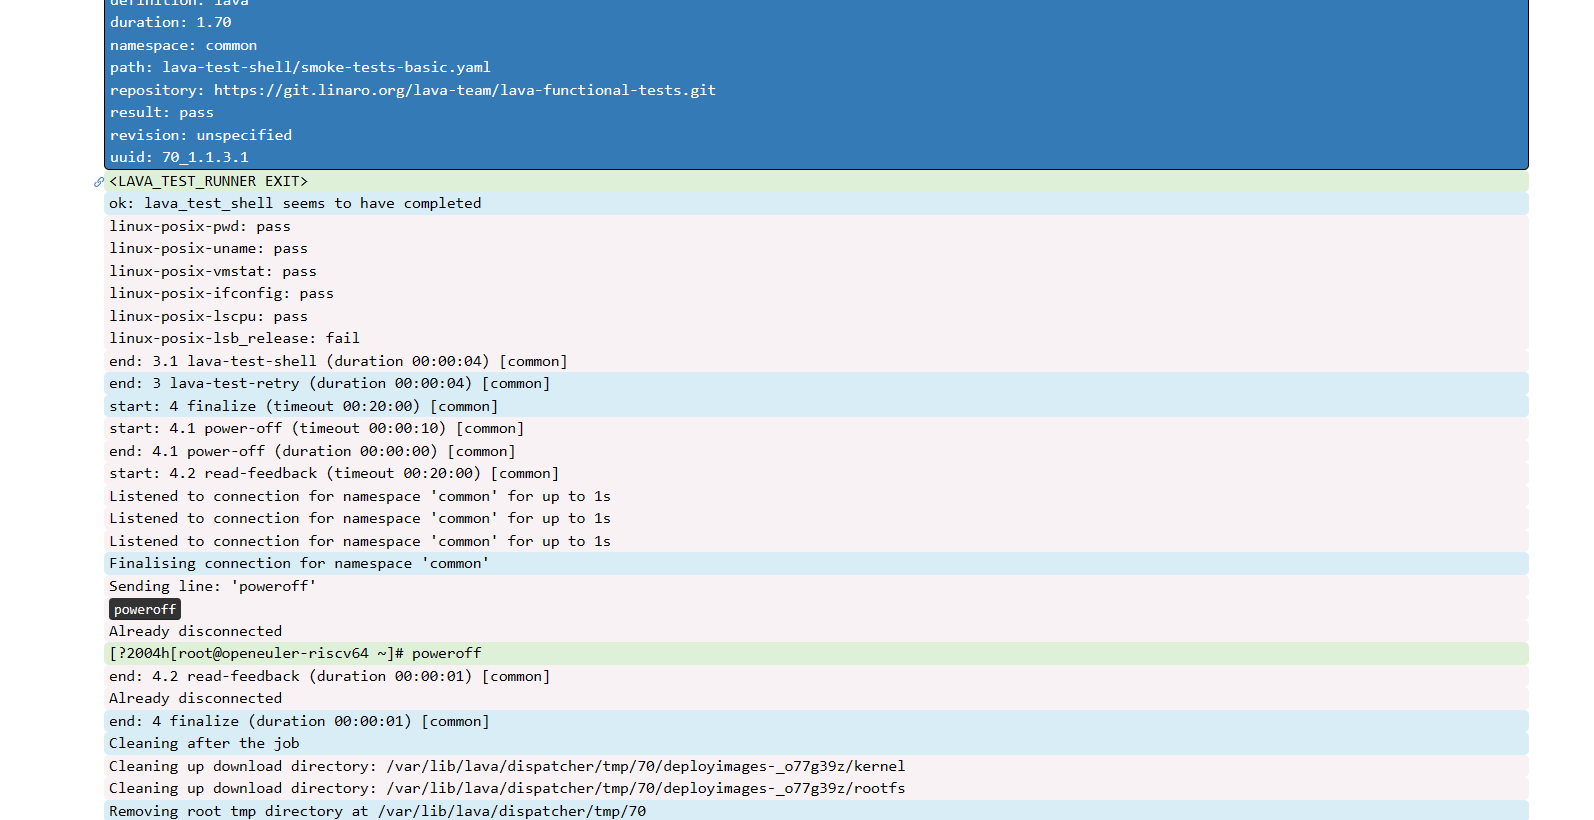 definition: lava
duration: 1.70
namespace: common
path: lava-test-shell/smoke-tests-basic.yaml
repository: https://git.linaro.org/lava-team/lava-functional-tests.git
result: pass
revision: unspecified
uuid: 70_1.1.3.1
<LAVA_TEST_RUNNER EXIT>
ok: lava_test_shell seems to have completed
linux-posix-pwd: pass
linux-posix-uname: pass
linux-posix-vmstat: pass
linux-posix-ifconfig: pass
linux-posix-lscpu: pass
linux-posix-lsb_release: fail
end: 3.1 lava-test-shell (duration 00:00:04) [common]
end: 3 lava-test-retry (duration 00:00:04) [common]
start: 4 finalize (timeout 00:20:00) [common]
start: 4.1 power-off (timeout 00:00:10) [common]
end: 4.1 power-off (duration 00:00:00) [common]
start: 4.2 read-feedback (timeout 00:20:00) [common]
Listened to connection for namespace 'common' for up to 1s
Listened to connection for namespace 'common' for up to 1s
Listened to connection for namespace 'common' for up to 1s
Finalising connection for namespace 'common'
Sending line: 'poweroff'
poweroff
Already disconnected
[?2004h[root@openeuler-riscv64 ~]# poweroff
end: 4.2 read-feedback (duration 00:00:01) [common]
Already disconnected
end: 4 finalize (duration 00:00:01) [common]
Cleaning after the job
Cleaning up download directory: /var/lib/lava/dispatcher/tmp/70/deployimages-_o77g39z/kernel
Cleaning up download directory: /var/lib/lava/dispatcher/tmp/70/deployimages-_o77g39z/rootfs
Removing root tmp directory at /var/lib/lava/dispatcher/tmp/70